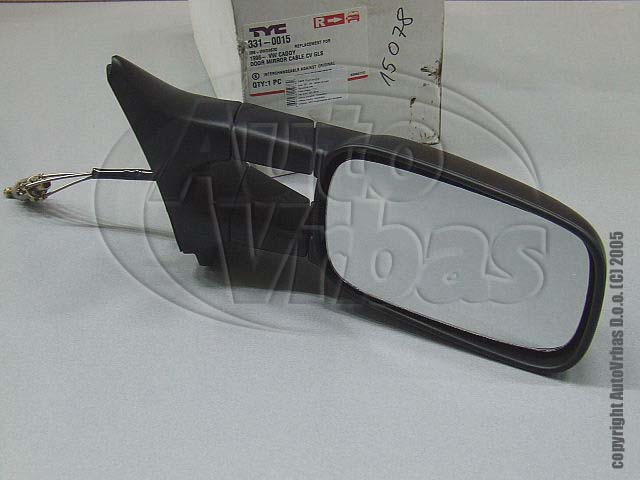 TYC
R
331-0015
REPLACEMENT FOR
1996- VW CADDY
DOOR MIRROR CABLE CV GLS
INTERCHANGEABLE AGAINST ORIGINAL
QTY:1 PC
15078
Auto
Vrbas
copyright AutoVrbas D.o.o. (C) 2005